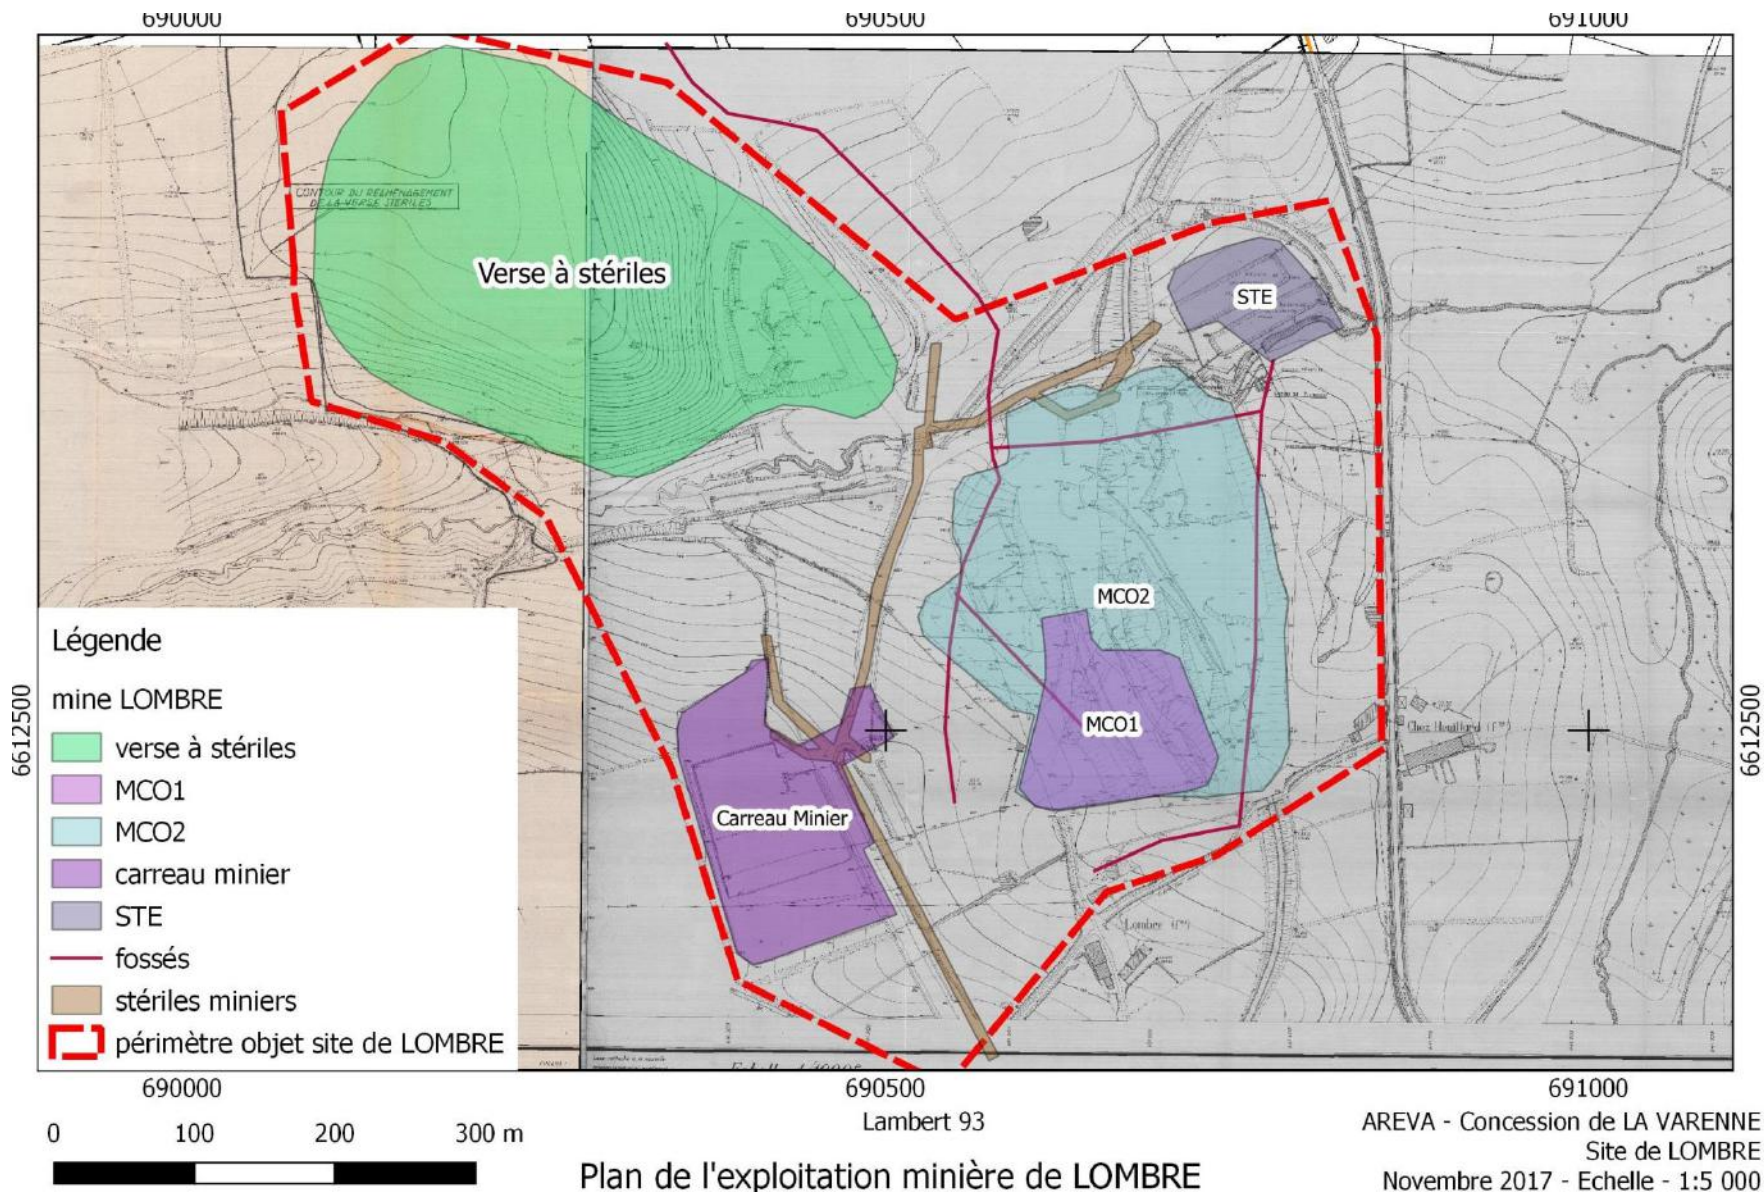 690000
690500
691000
CONTOUR DU REAMENAGEMENT
DE LA VERSE STERILES
Verse à stériles
STE
MCO2
MCO1
Carreau Minier
Lombre
Légende
mine LOMBRE
verse à stériles
MCO1
MCO2
carreau minier
STE
fossés
stériles miniers
périmètre objet site de LOMBRE
6612500
6612500
690000
690500
691000
Lambert 93
0 100 200 300 m
Plan de l'exploitation minière de LOMBRE
AREVA - Concession de LA VARENNE
Site de LOMBRE
Novembre 2017 - Echelle - 1:5 000